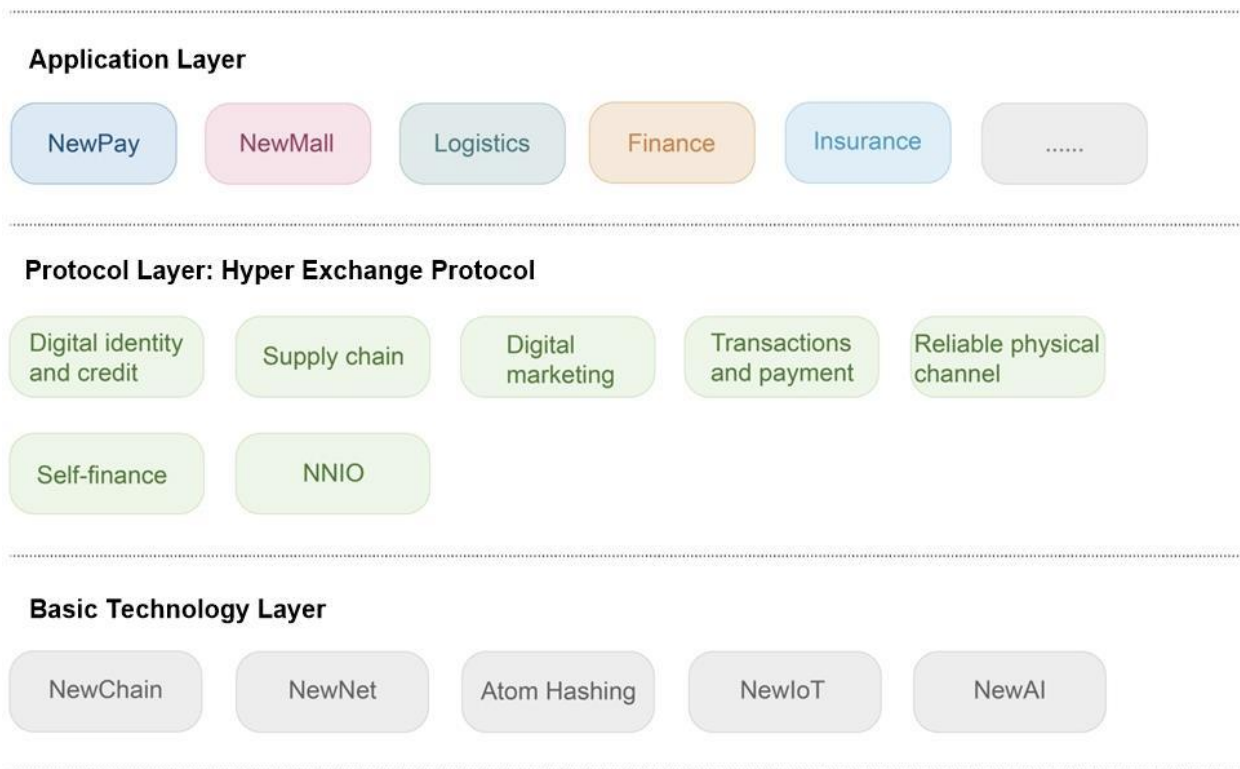 Application Layer
NewPay
NewMall
Logistics
Finance
Insurance
......
Protocol Layer: Hyper Exchange Protocol
Digital identity
and credit
Supply chain
Digital
marketing
Transactions
and payment
Reliable physical
channel
Self-finance
NNIO
Basic Technology Layer
NewChain
NewNet
Atom Hashing
NewIoT
NewAI